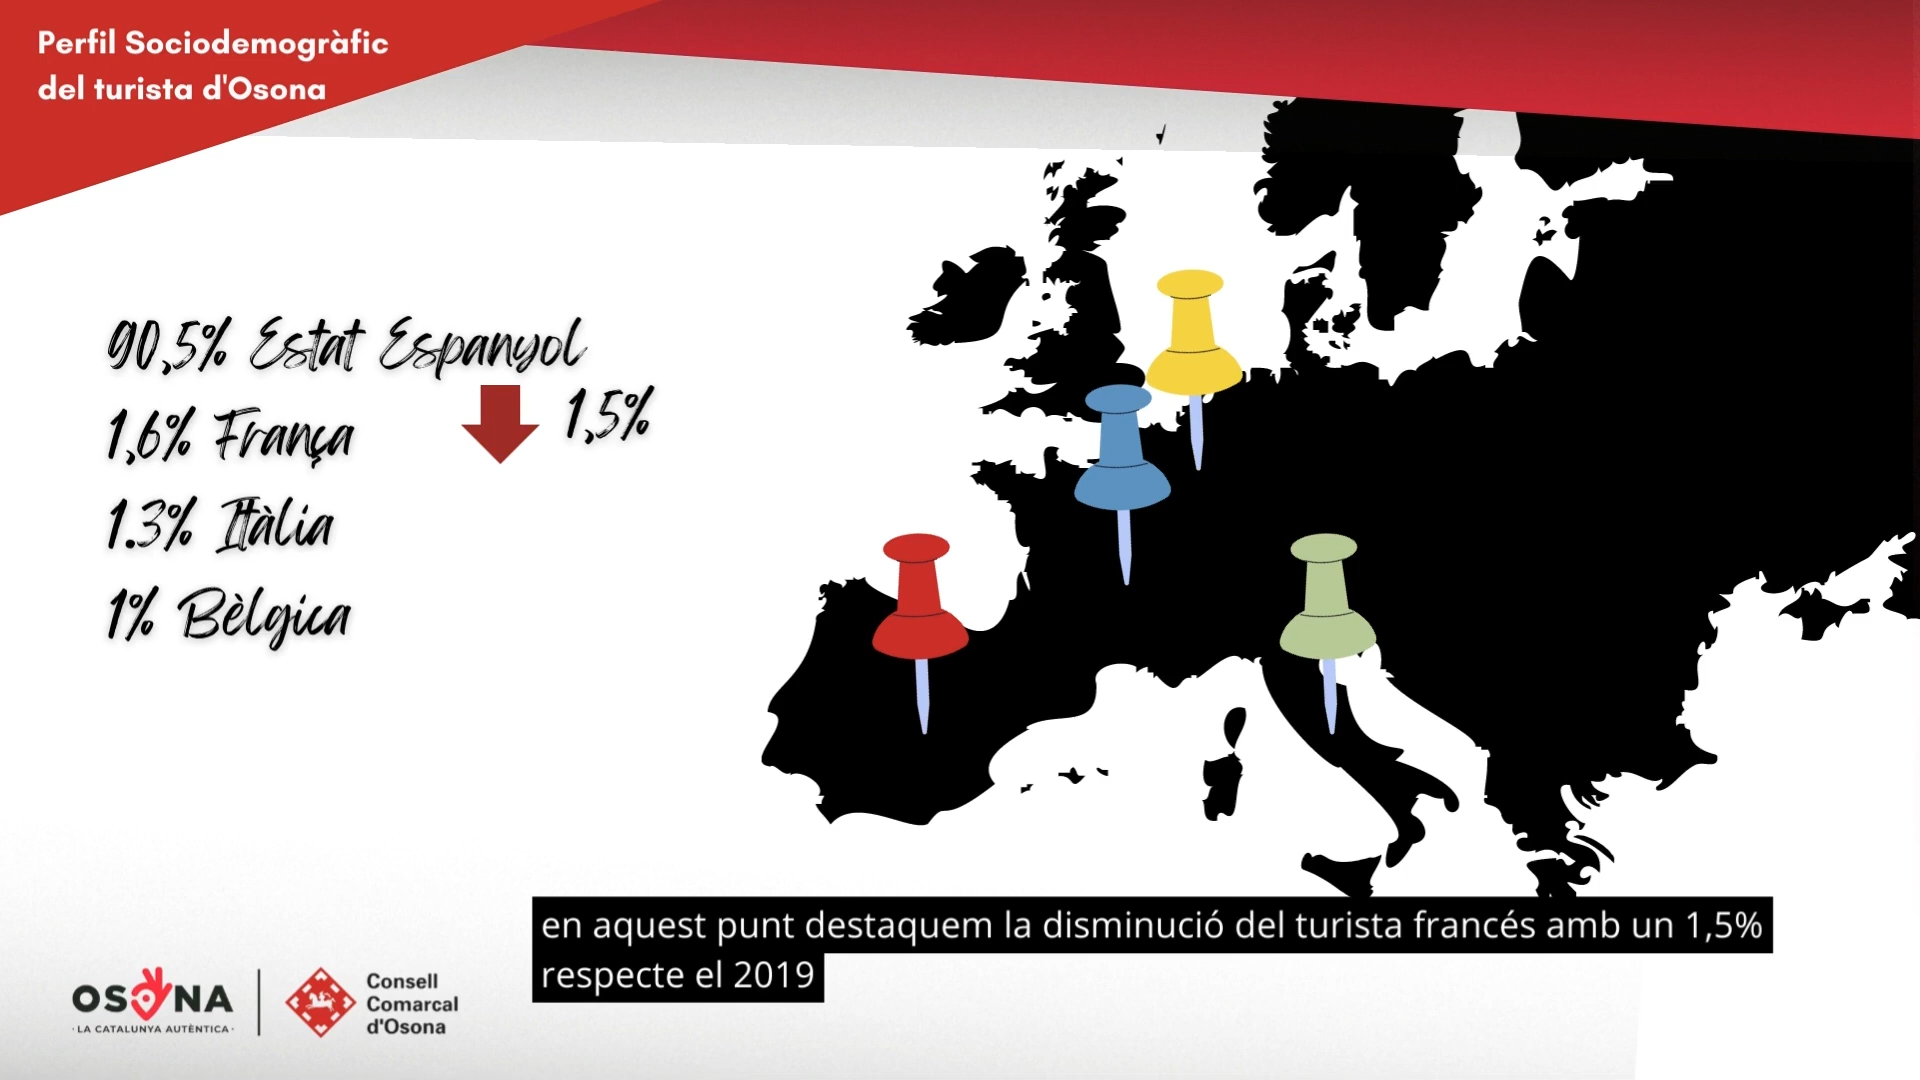 Perfil Sociodemogràfic
del turista d'Osona
90,5% Estat Espanyol
1,6% França
1,5%
1.3% Itàlia
1% Bèlgica
en aquest punt destaquem la disminució del turista francés amb un 1,5%
respecte el 2019
OSONA
· LA CATALUNYA AUTÈNTICA ·
Consell
Comarcal
d'Osona